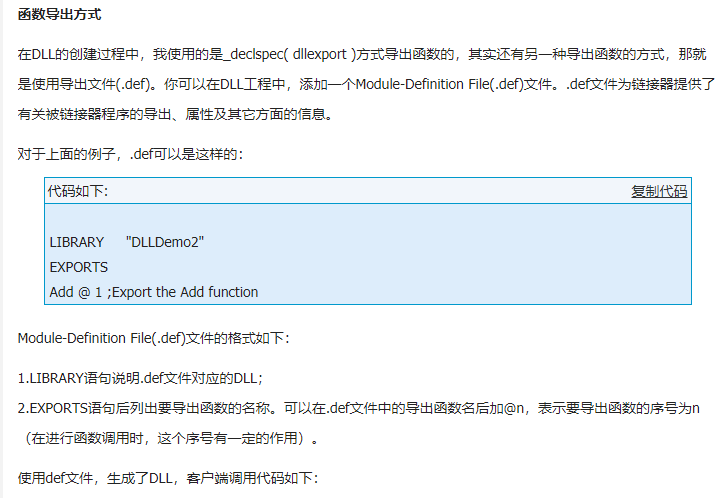 函数导出方式
在DLL的创建过程中，我使用的是_declspec( dllexport )方式导出函数的，其实还有另一种导出函数的方式，那就
是使用导出文件(.def)。你可以在DLL工程中，添加一个Module-Definition File(.def)文件。.def文件为链接器提供了
有关被链接器程序的导出、属性及其它方面的信息。
对于上面的例子，.def可以是这样的：
代码如下:
复制代码
LIBRARY "DLLDemo2"
EXPORTS
Add @ 1 ;Export the Add function
Module-Definition File(.def)文件的格式如下：
1.LIBRARY语句说明.def文件对应的DLL；
2.EXPORTS语句后列出要导出函数的名称。可以在.def文件中的导出函数名后加@n，表示要导出函数的序号为n
（在进行函数调用时，这个序号有一定的作用）。
使用def文件，生成了DLL，客户端调用代码如下：